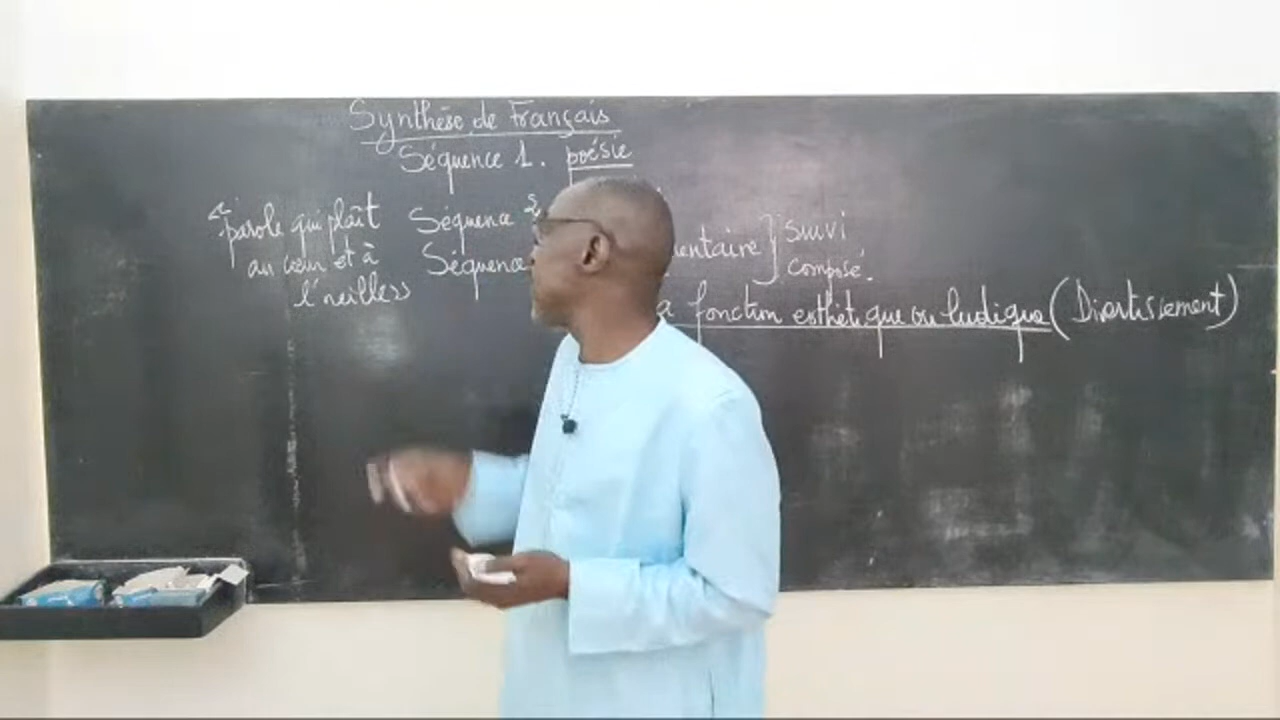 Synthèse de Français
Séquence 1. poésie
"parole qui plaît
au cœur et à
l'oreille»
Séquence 2
Séquence
entaire } suivi
composé.
a fonction esthétique ou ludique (Divertissement)